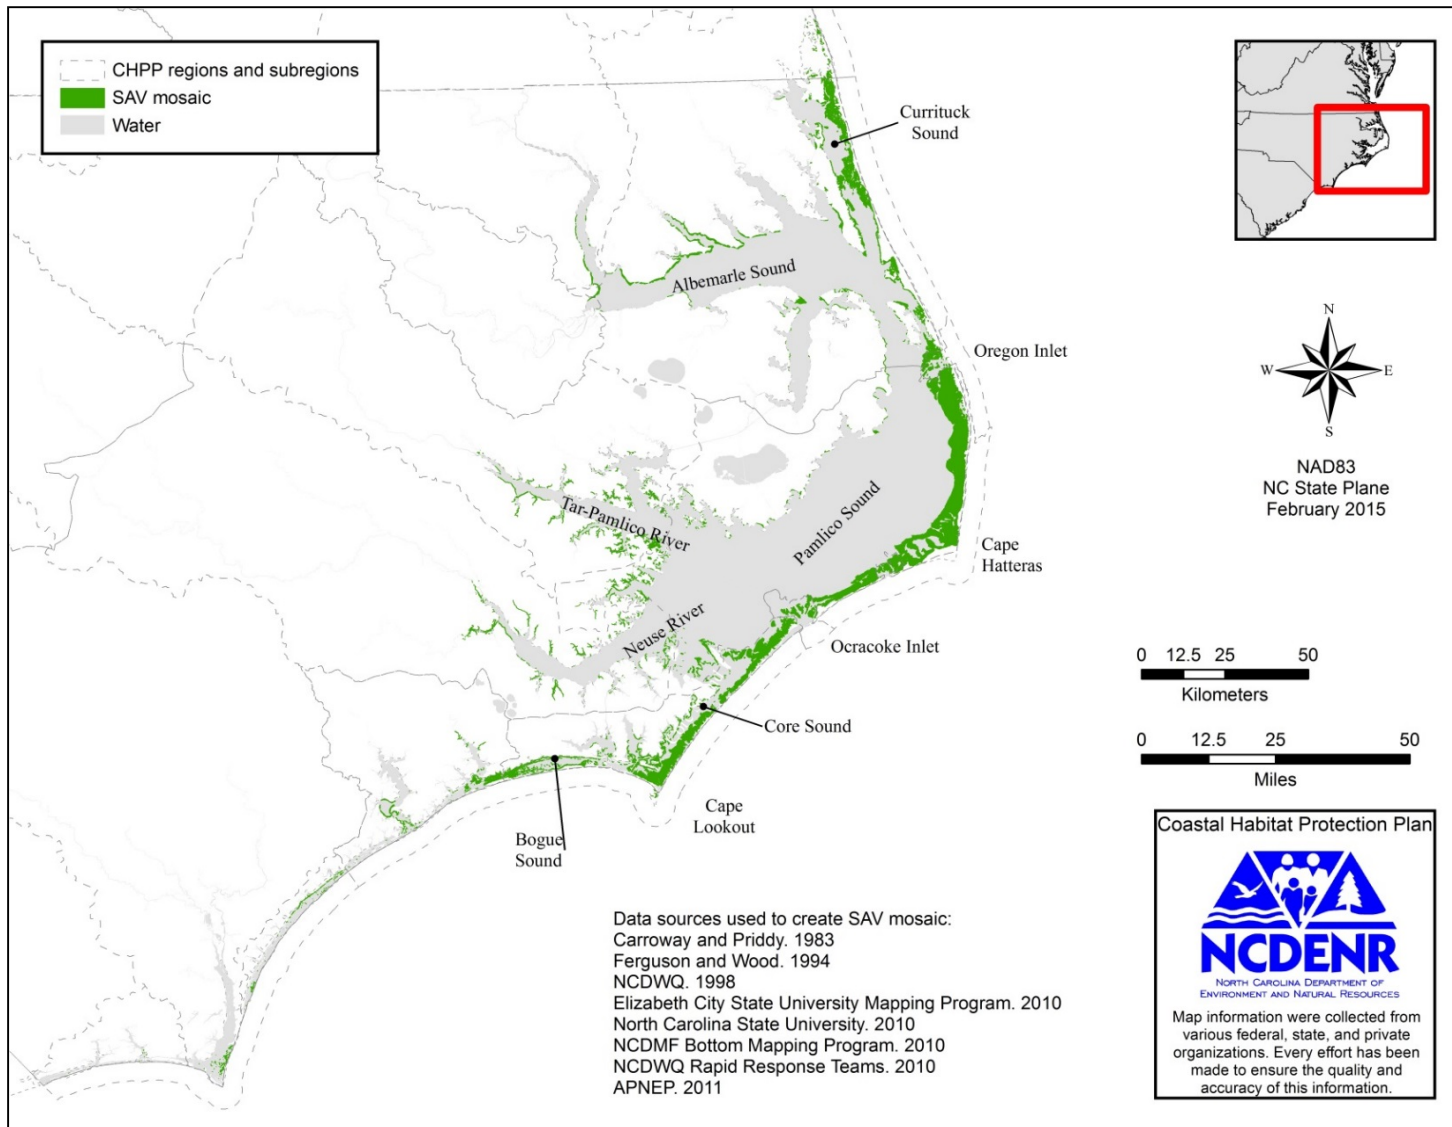 CHPP regions and subregions
SAV mosaic
Water
Currituck
Sound
Albemarle Sound
Oregon Inlet
N
W
E
S
NAD83
NC State Plane
February 2015
Tar-Pamlico River
Pamlico Sound
Cape
Hatteras
Neuse River
Ocracoke Inlet
Core Sound
Cape
Lookout
Bogue
Sound
0 12.5 25 50
Kilometers
0 12.5 25 50
Miles
Data sources used to create SAV mosaic:
Carroway and Priddy. 1983
Ferguson and Wood. 1994
NCDWQ. 1998
Elizabeth City State University Mapping Program. 2010
North Carolina State University. 2010
NCDMF Bottom Mapping Program. 2010
NCDWQ Rapid Response Teams. 2010
APNEP. 2011
Coastal Habitat Protection Plan
NCDENR
NORTH CAROLINA DEPARTMENT OF
ENVIRONMENT AND NATURAL RESOURCES
Map information were collected from
various federal, state, and private
organizations. Every effort has been
made to ensure the quality and
accuracy of this information.